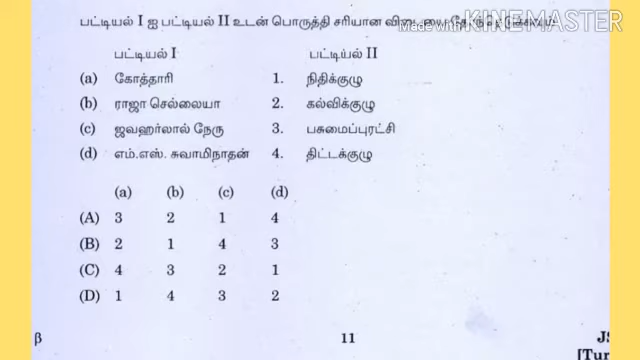 பட்டியல் I ஐ பட்டியல் II உடன் பொருத்தி சரியான
Made with KINEMASTER
பட்டியல் I பட்டியல் II
(a) கோத்தாரி 1. நிதிக்குழு
(b) ராஜா செல்லையா 2. கல்விக்குழு
(c) ஜவஹர்லால் நேரு 3. பசுமைப்புரட்சி
(d) எம்.எஸ். சுவாமிநாதன் 4. திட்டக்குழு
(a) (b) (c) (d)
(A) 3 2 1 4
(B) 2 1 4 3
(C) 4 3 2 1
(D) 1 4 3 2
β 11
[Tur